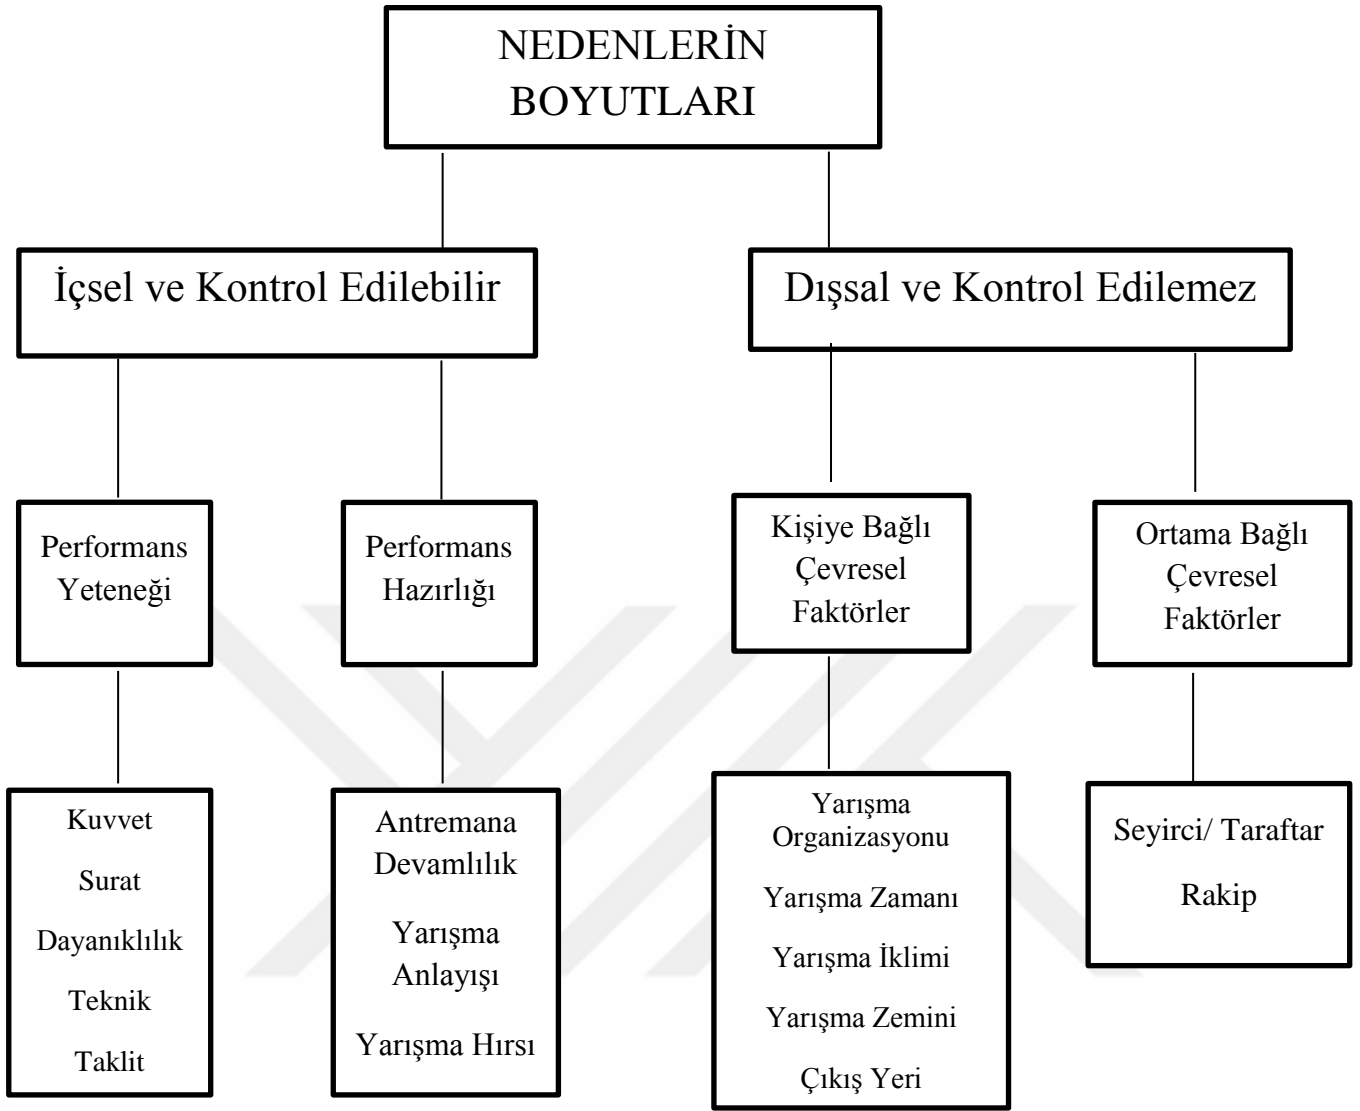 NEDENLERİN
BOYUTLARI
İçsel ve Kontrol Edilebilir
Dışsal ve Kontrol Edilemez
Performans
Yeteneği
Performans
Hazırlığı
Kişiye Bağlı
Çevresel
Faktörler
Ortama Bağlı
Çevresel
Faktörler
Kuvvet
Surat
Dayanıklılık
Teknik
Taklit
Antremana
Devamlılık
Yarışma
Anlayışı
Yarışma Hırsı
Yarışma
Organizasyonu
Yarışma Zamanı
Yarışma İklimi
Yarışma Zemini
Çıkış Yeri
Seyirci/ Taraftar
Rakip